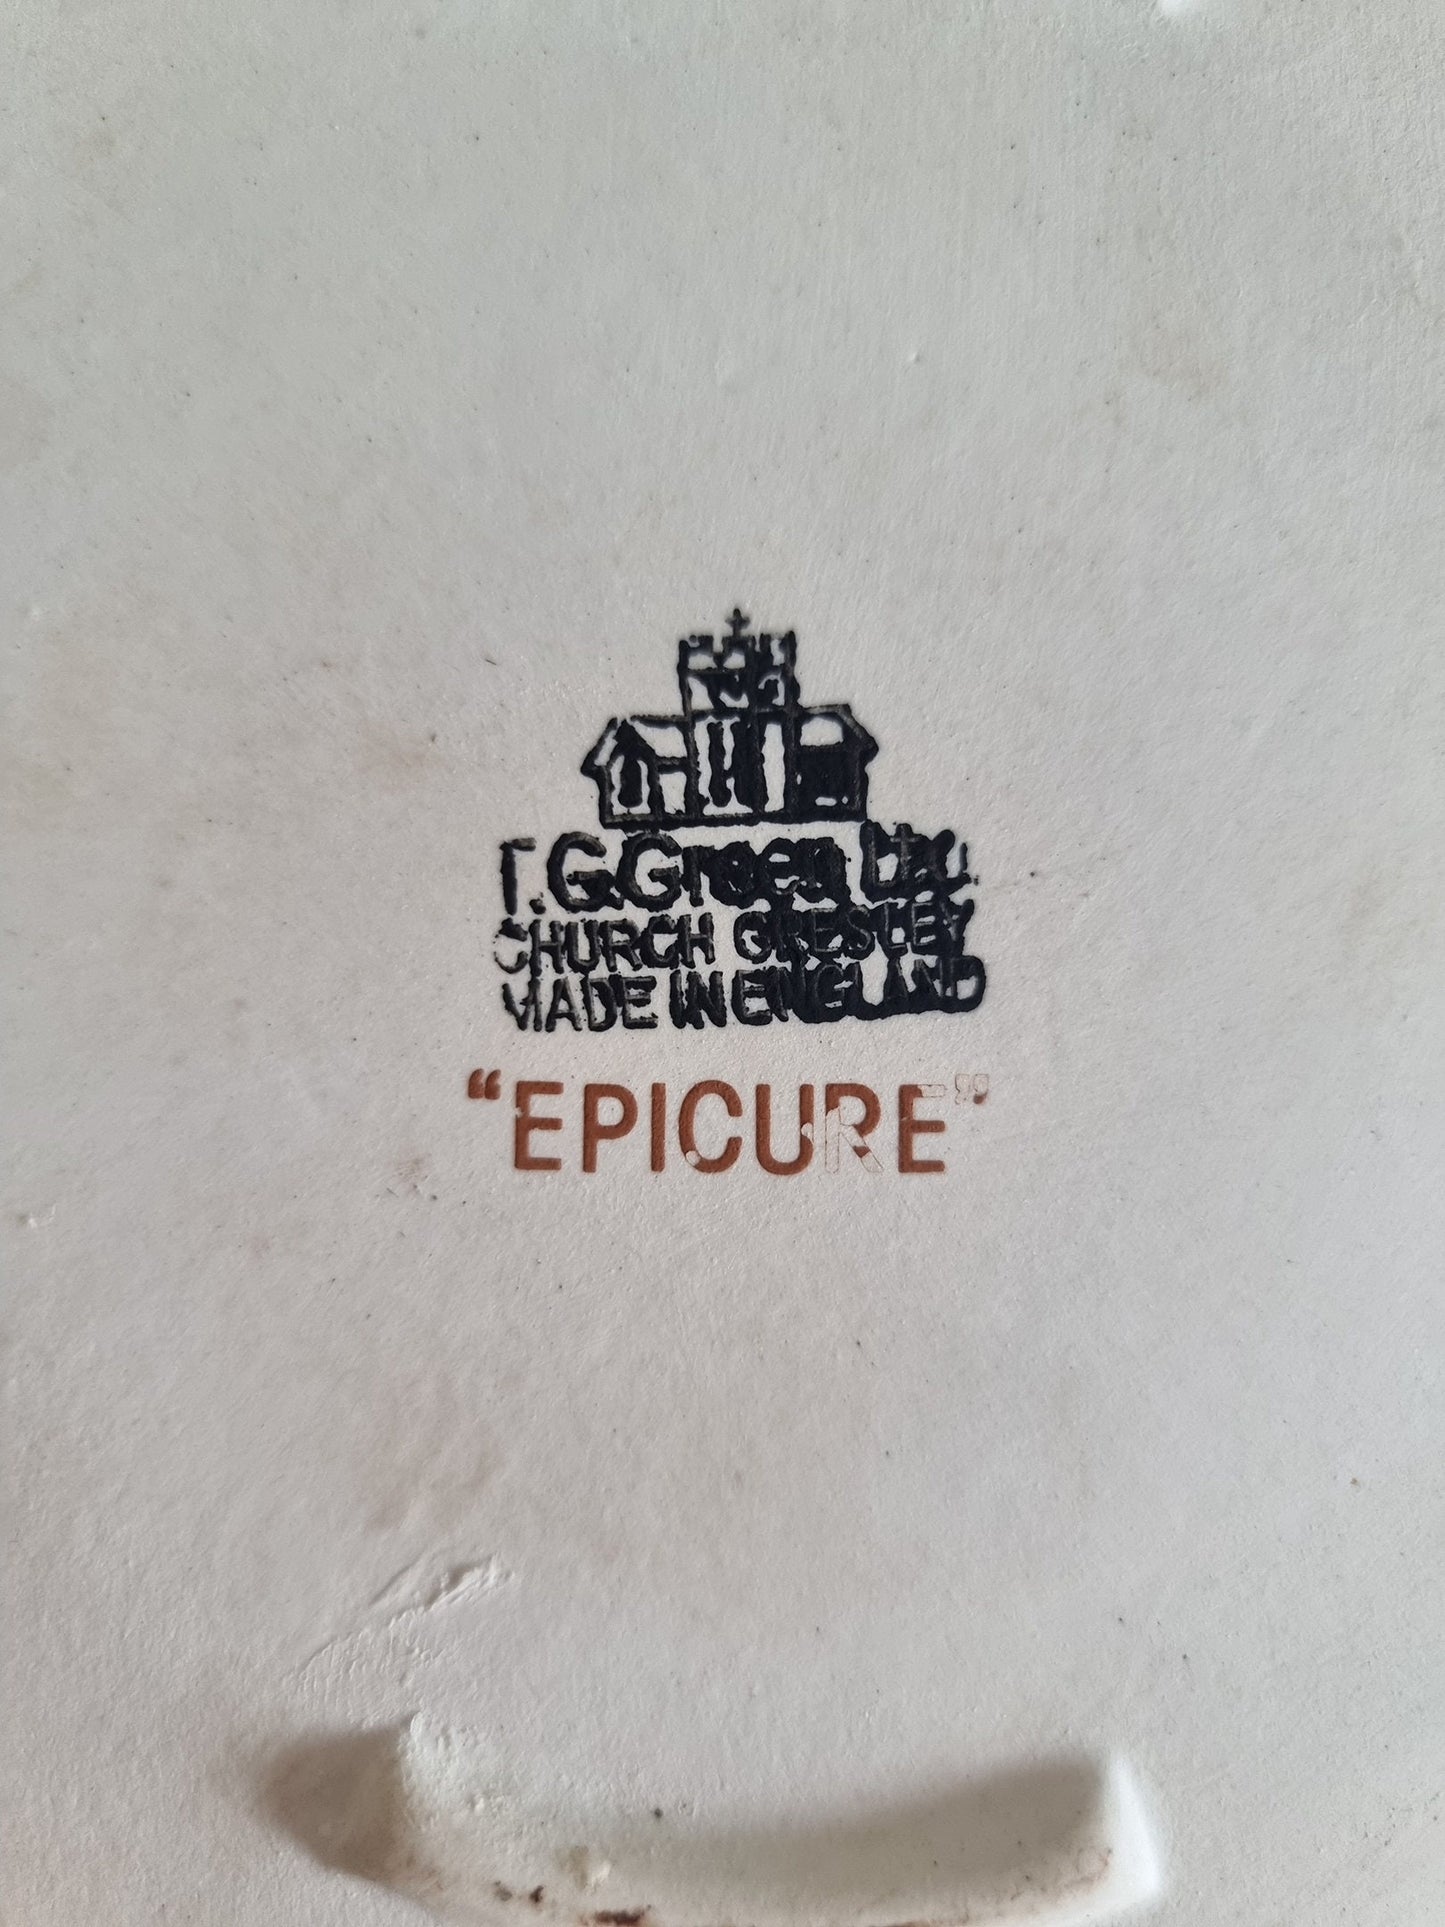 T.G.Green Ltd.
CHURCH GRESLEY
MADE IN ENGLAND
“EPICURE”